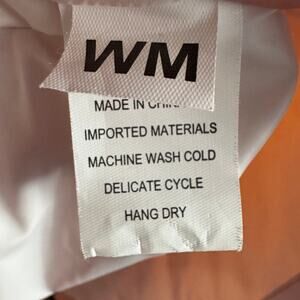 WM
MADE IN
IMPORTED MATERIALS
MACHINE WASH COLD
DELICATE CYCLE
HANG DRY